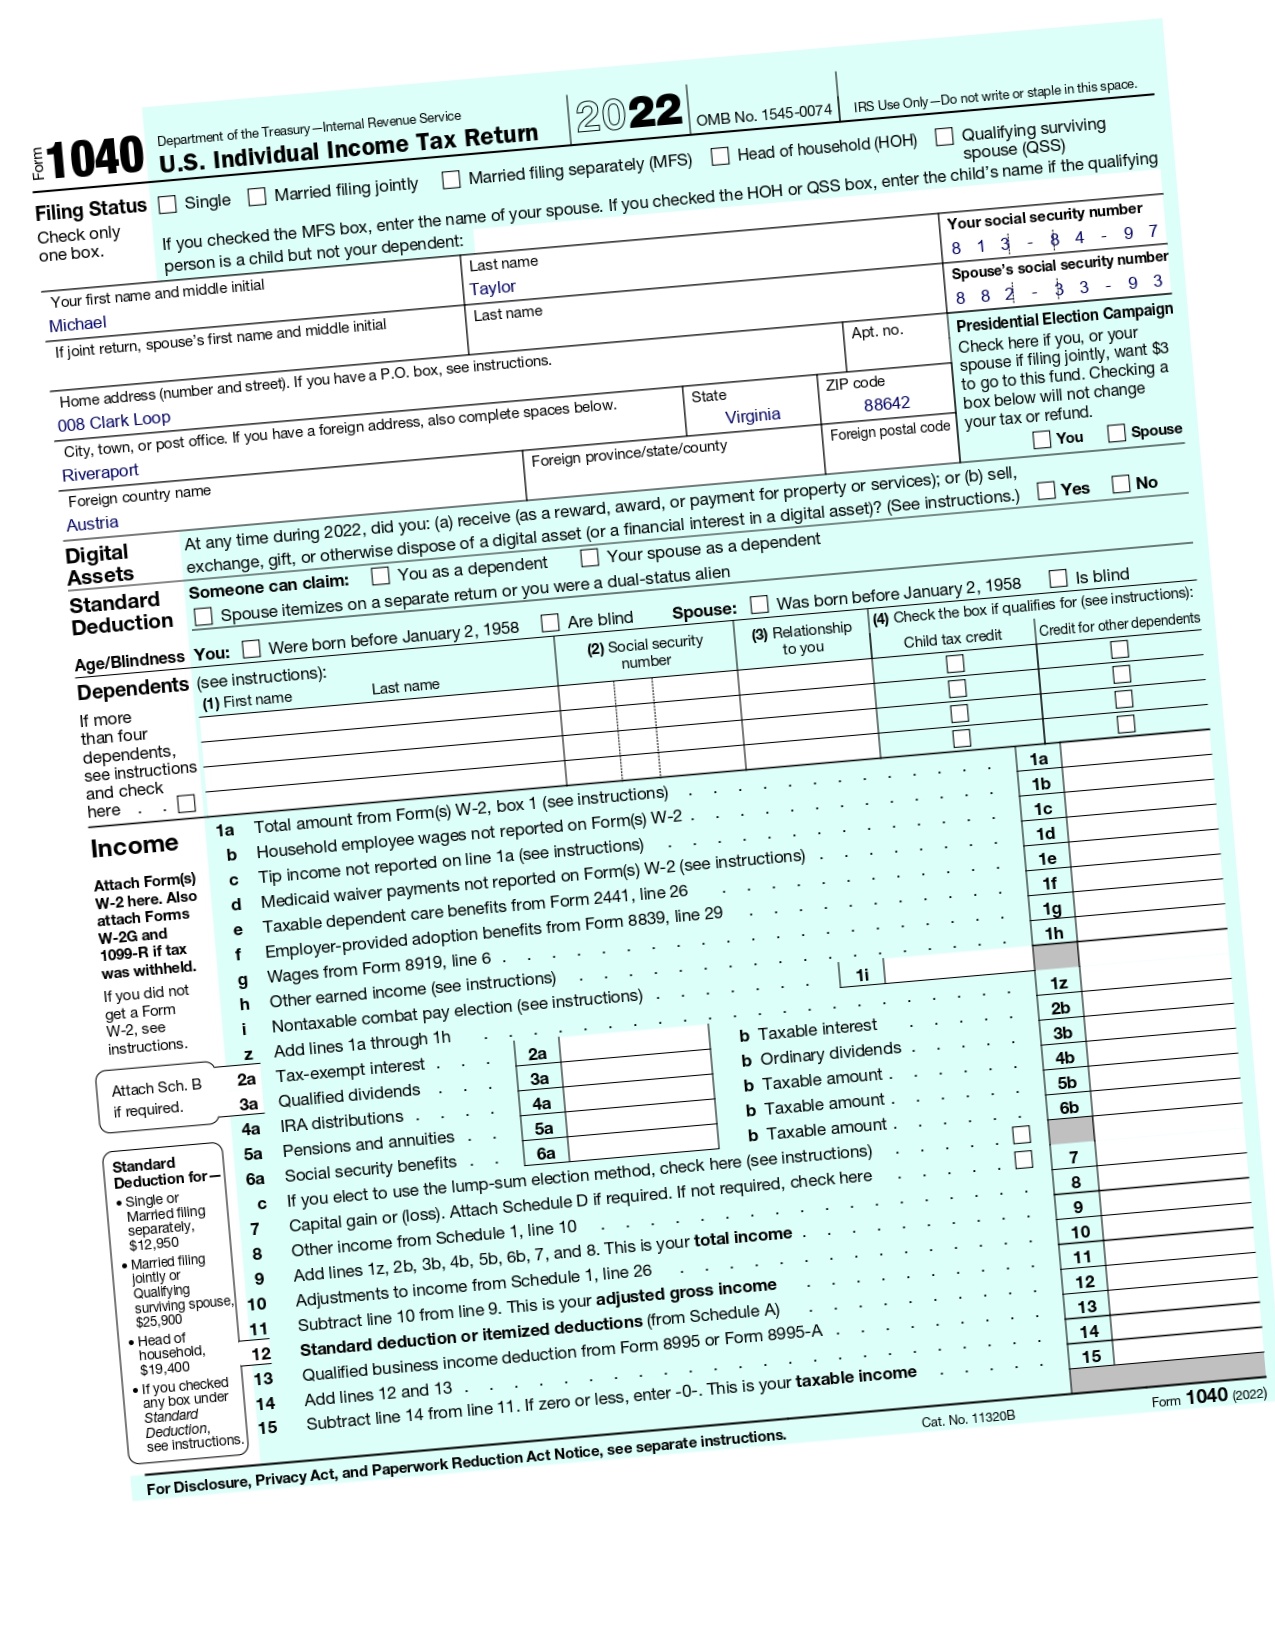 Form 1040 Department of the Treasury—Internal Revenue Service
U.S. Individual Income Tax Return 2022 OMB No. 1545-0074 IRS Use Only—Do not write or staple in this space.
Filing Status Single Married filing jointly Married filing separately (MFS) Head of household (HOH) Qualifying surviving spouse (QSS)
Check only one box.
If you checked the MFS box, enter the name of your spouse. If you checked the HOH or QSS box, enter the child's name if the qualifying
person is a child but not your dependent:
Your first name and middle initial Last name Your social security number
Michael Taylor 8 1 3 - 8 4 - 9 7
If joint return, spouse's first name and middle initial Last name Spouse's social security number
8 8 2 - 3 3 - 9 3
Home address (number and street). If you have a P.O. box, see instructions. Apt. no.
008 Clark Loop
City, town, or post office. If you have a foreign address, also complete spaces below. State ZIP code
Riveraport Virginia 88642
Foreign country name Foreign province/state/county Foreign postal code
Austria
Presidential Election Campaign
Check here if you, or your
spouse if filing jointly, want $3
to go to this fund. Checking a
box below will not change
your tax or refund.
You Spouse
Digital Assets
At any time during 2022, did you: (a) receive (as a reward, award, or payment for property or services); or (b) sell,
exchange, gift, or otherwise dispose of a digital asset (or a financial interest in a digital asset)? (See instructions.) Yes No
Standard Deduction
Someone can claim: You as a dependent Your spouse as a dependent
Spouse itemizes on a separate return or you were a dual-status alien
Age/Blindness You: Were born before January 2, 1958 Are blind Spouse: Was born before January 2, 1958 Is blind
Dependents (see instructions):
(1) First name Last name (2) Social security number (3) Relationship to you (4) Check the box if qualifies for (see instructions):
Child tax credit Credit for other dependents
If more
than four
dependents,
see instructions
and check
here . .
Income
Attach Form(s)
W-2 here. Also
attach Forms
W-2G and
1099-R if tax
was withheld.
If you did not
get a Form
W-2, see
instructions.
1a Total amount from Form(s) W-2, box 1 (see instructions) 1a
b Household employee wages not reported on Form(s) W-2 1b
c Tip income not reported on line 1a (see instructions) 1c
d Medicaid waiver payments not reported on Form(s) W-2 (see instructions) 1d
e Taxable dependent care benefits from Form 2441, line 26 1e
f Employer-provided adoption benefits from Form 8839, line 29 1f
g Wages from Form 8919, line 6 1g
h Other earned income (see instructions) 1h
i Nontaxable combat pay election (see instructions) 1i
z Add lines 1a through 1h 1z
Attach Sch. B
if required.
2a Tax-exempt interest 2a b Taxable interest 2b
3a Qualified dividends 3a b Ordinary dividends 3b
4a IRA distributions 4a b Taxable amount 4b
5a Pensions and annuities 5a b Taxable amount 5b
6a Social security benefits 6a b Taxable amount 6b
c If you elect to use the lump-sum election method, check here (see instructions)
7 Capital gain or (loss). Attach Schedule D if required. If not required, check here 7
8 Other income from Schedule 1, line 10 8
9 Add lines 1z, 2b, 3b, 4b, 5b, 6b, 7, and 8. This is your total income 9
10 Adjustments to income from Schedule 1, line 26 10
11 Subtract line 10 from line 9. This is your adjusted gross income 11
12 Standard deduction or itemized deductions (from Schedule A) 12
13 Qualified business income deduction from Form 8995 or Form 8995-A 13
14 Add lines 12 and 13 14
15 Subtract line 14 from line 11. If zero or less, enter -0-. This is your taxable income 15
Standard
Deduction for—
• Single or
Married filing
separately,
$12,950
• Married filing
jointly or
Qualifying
surviving spouse,
$25,900
• Head of
household,
$19,400
• If you checked
any box under
Standard
Deduction,
see instructions.
For Disclosure, Privacy Act, and Paperwork Reduction Act Notice, see separate instructions. Cat. No. 11320B Form 1040 (2022)